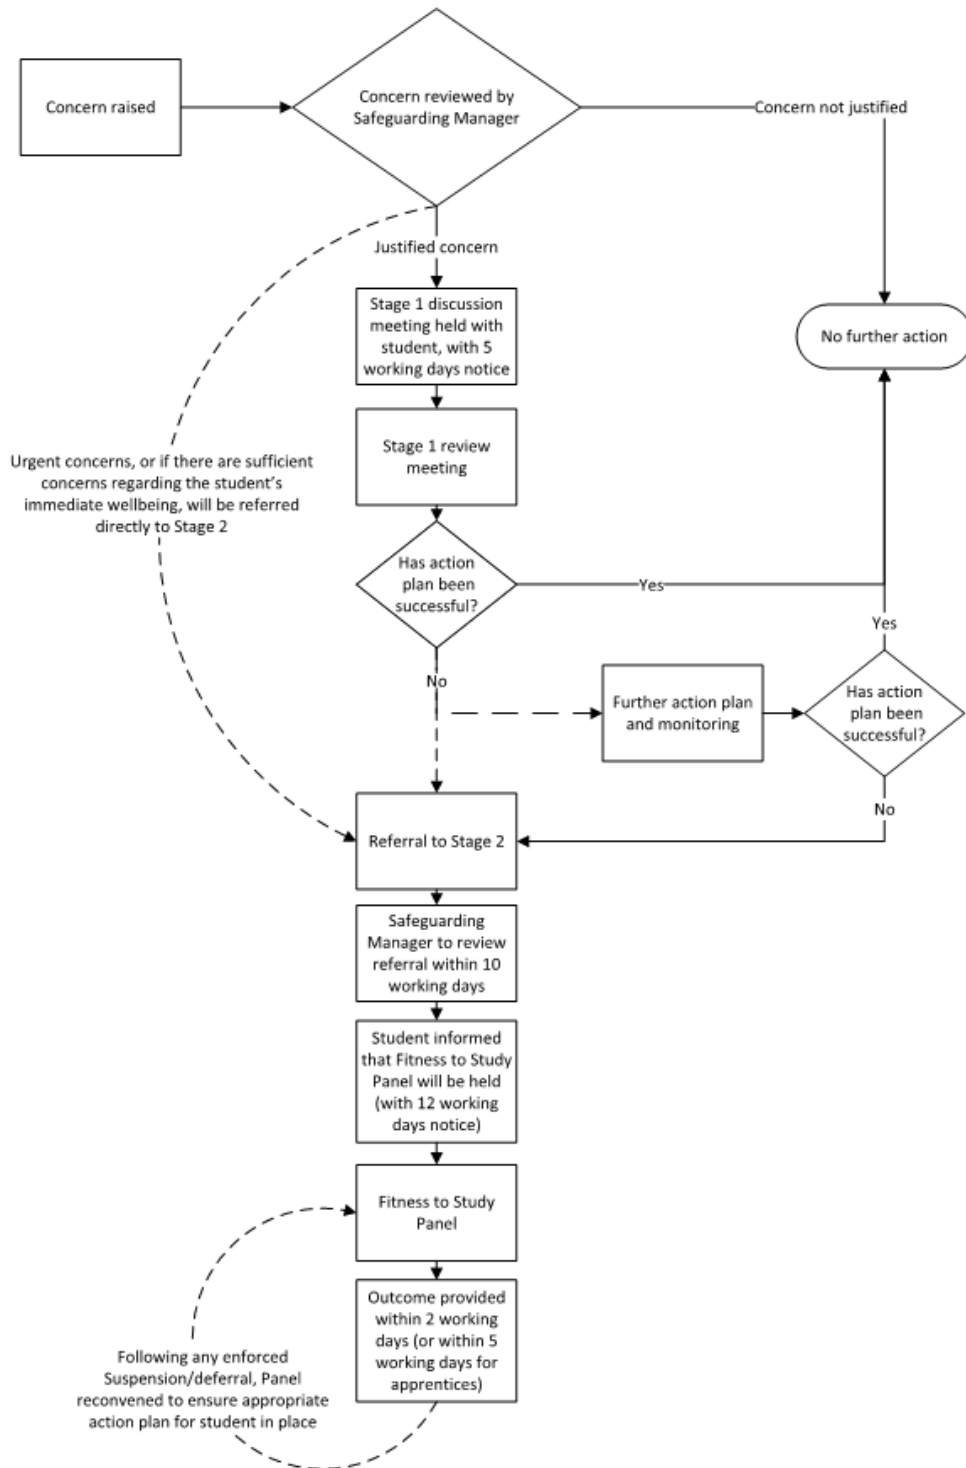 Concern raised
Concern reviewed by
Safeguarding Manager
Concern not justified
Justified concern
Stage 1 discussion
meeting held with
student, with 5
working days notice
No further action
Stage 1 review
meeting
Urgent concerns, or if there are sufficient
concerns regarding the student’s
immediate wellbeing, will be referred
directly to Stage 2
Has action
plan been
successful?
Yes
No
Further action plan
and monitoring
Yes
Has action
plan been
successful?
No
Referral to Stage 2
Safeguarding
Manager to review
referral within 10
working days
Student informed
that Fitness to Study
Panel will be held
(with 12 working
days notice)
Fitness to Study
Panel
Outcome provided
within 2 working
days (or within 5
working days for
apprentices)
Following any enforced
Suspension/deferral, Panel
reconvened to ensure appropriate
action plan for student in place